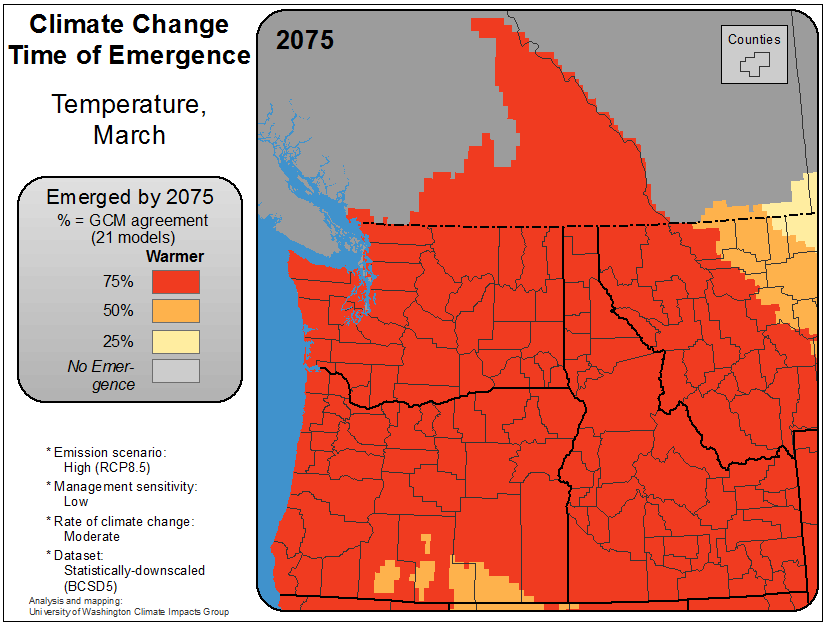 Climate Change
Time of Emergence
Temperature,
March
Emerged by 2075
% = GCM agreement
(21 models)
Warmer
75%
50%
25%
No Emer-
gence
* Emission scenario:
High (RCP8.5)
* Management sensitivity:
Low
* Rate of climate change:
Moderate
* Dataset:
Statistically-downscaled
(BCSD5)
Analysis and mapping:
University of Washington Climate Impacts Group
2075
Counties